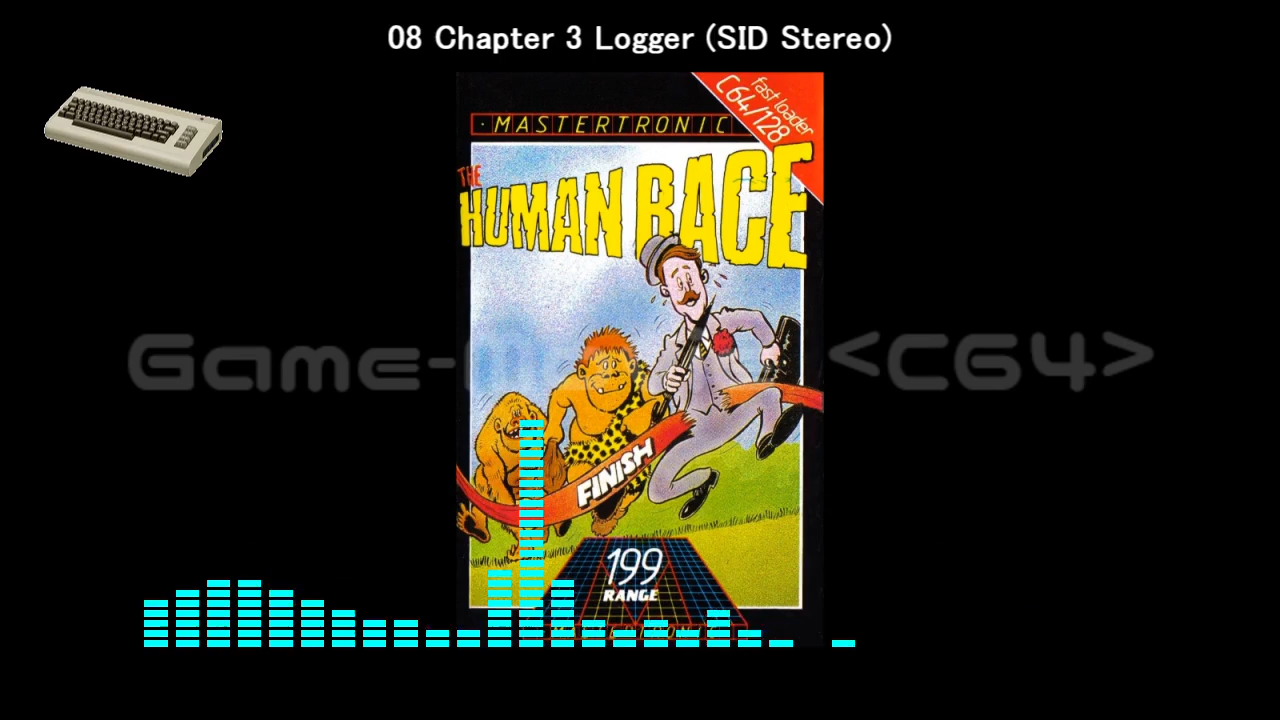 08 Chapter 3 Logger (SID Stereo)
fast loader
C64/128
MASTERTRONIC
THE
HUMAN RACE
Game- <C64>
FINISH
199
RANGE
MASTERTRONIC